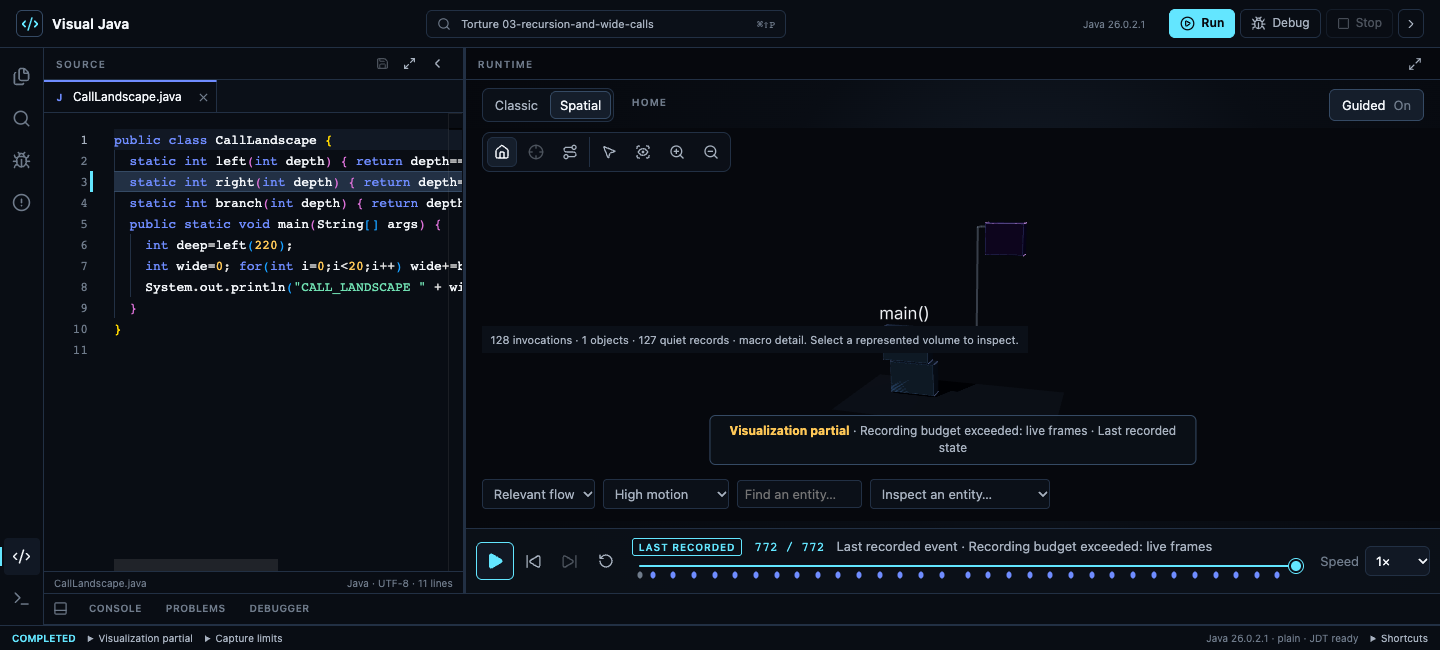 Visual Java
Torture 03-recursion-and-wide-calls
⌘⇧P
Java 26.0.2.1
Run
Debug
Stop
SOURCE
RUNTIME
J CallLandscape.java
Classic
Spatial
HOME
Guided On
1 public class CallLandscape {
2 static int left(int depth) { return depth==
3 static int right(int depth) { return depth=
4 static int branch(int depth) { return depth
5 public static void main(String[] args) {
6 int deep=left(220);
7 int wide=0; for(int i=0;i<20;i++) wide+=b
8 System.out.println("CALL_LANDSCAPE " + wi
9 }
10 }
11
main()
128 invocations · 1 objects · 127 quiet records · macro detail. Select a represented volume to inspect.
Visualization partial · Recording budget exceeded: live frames · Last recorded
state
Relevant flow
High motion
Find an entity...
Inspect an entity...
LAST RECORDED 772 / 772 Last recorded event · Recording budget exceeded: live frames
Speed 1×
CallLandscape.java
Java · UTF-8 · 11 lines
CONSOLE
PROBLEMS
DEBUGGER
COMPLETED
Visualization partial
Capture limits
Java 26.0.2.1 · plain · JDT ready
Shortcuts